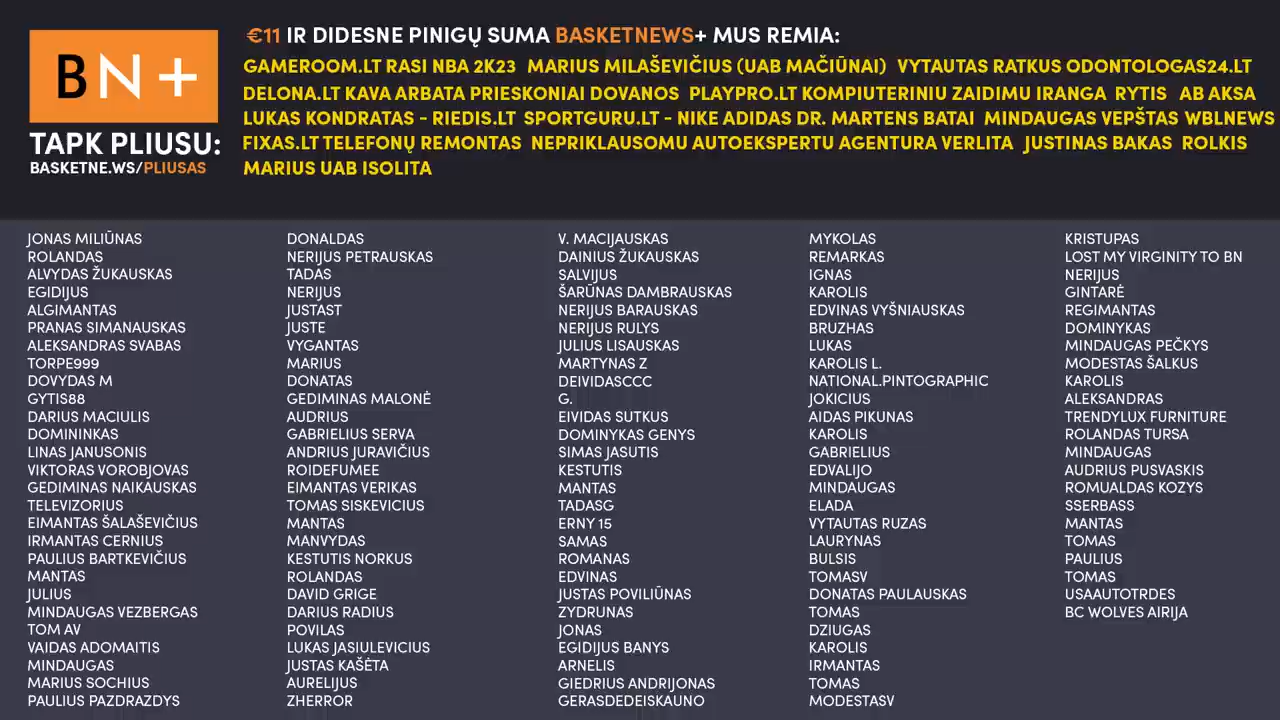 BN+
TAPK PLIUSU:
BASKETNE.WS/PLIUSAS
€11 IR DIDESNE PINIGŲ SUMA BASKETNEWS+ MUS REMIA:
GAMEROOM.LT RASI NBA 2K23 MARIUS MILAŠEVIČIUS (UAB MAČIŪNAI) VYTAUTAS RATKUS ODONTOLOGAS24.LT
DELONA.LT KAVA ARBATA PRIESKONIAI DOVANOS PLAYPRO.LT KOMPIUTERINIU ZAIDIMU IRANGA RYTIS AB AKSA
LUKAS KONDRATAS - RIEDIS.LT SPORTGURU.LT - NIKE ADIDAS DR. MARTENS BATAI MINDAUGAS VEPŠTAS WBLNEWS
FIXAS.LT TELEFONŲ REMONTAS NEPRIKLAUSOMU AUTOEKSPERTU AGENTURA VERLITA JUSTINAS BAKAS ROLKIS
MARIUS UAB ISOLITA
JONAS MILIŪNAS
ROLANDAS
ALVYDAS ŽUKAUSKAS
EGIDIJUS
ALGIMANTAS
PRANAS SIMANAUSKAS
ALEKSANDRAS SVABAS
TORPE999
DOVYDAS M
GYTIS88
DARIUS MACIULIS
DOMININKAS
LINAS JANUSONIS
VIKTORAS VOROBJOVAS
GEDIMINAS NAIKAUSKAS
TELEVIZORIUS
EIMANTAS ŠALAŠEVIČIUS
IRMANTAS CERNIUS
PAULIUS BARTKEVIČIUS
MANTAS
JULIUS
MINDAUGAS VEZBERGAS
TOM AV
VAIDAS ADOMAITIS
MINDAUGAS
MARIUS SOCHIUS
PAULIUS PAZDRAZDYS
DONALDAS
NERIJUS PETRAUSKAS
TADAS
NERIJUS
JUSTAST
JUSTE
VYGANTAS
MARIUS
DONATAS
GEDIMINAS MALONĖ
AUDRIUS
GABRIELIUS SERVA
ANDRIUS JURAVIČIUS
ROIDEFUMEE
EIMANTAS VERIKAS
TOMAS SISKEVICIUS
MANTAS
MANVYDAS
KESTUTIS NORKUS
ROLANDAS
DAVID GRIGE
DARIUS RADIUS
POVILAS
LUKAS JASIULEVICIUS
JUSTAS KAŠĖTA
AURELIJUS
ZHERROR
V. MACIJAUSKAS
DAINIUS ŽUKAUSKAS
SALVIJUS
ŠARŪNAS DAMBRAUSKAS
NERIJUS BARAUSKAS
NERIJUS RULYS
JULIUS LISAUSKAS
MARTYNAS Z
DEIVIDASCCC
G.
EIVIDAS SUTKUS
DOMINYKAS GENYS
SIMAS JASUTIS
KESTUTIS
MANTAS
TADASG
ERNY 15
SAMAS
ROMANAS
EDVINAS
JUSTAS POVILIŪNAS
ZYDRUNAS
JONAS
EGIDIJUS BANYS
ARNELIS
GIEDRIUS ANDRIJONAS
GERASDEDEISKAUNO
MYKOLAS
REMARKAS
IGNAS
KAROLIS
EDVINAS VYŠNIAUSKAS
BRUZHAS
LUKAS
KAROLIS L.
NATIONAL.PINTOGRAPHIC
JOKICIUS
AIDAS PIKUNAS
KAROLIS
GABRIELIUS
EDVALIJO
MINDAUGAS
ELADA
VYTAUTAS RUZAS
LAURYNAS
BULSIS
TOMASV
DONATAS PAULAUSKAS
TOMAS
DZIUGAS
KAROLIS
IRMANTAS
TOMAS
MODESTASV
KRISTUPAS
LOST MY VIRGINITY TO BN
NERIJUS
GINTARĖ
REGIMANTAS
DOMINYKAS
MINDAUGAS PEČKYS
MODESTAS ŠALKUS
KAROLIS
ALEKSANDRAS
TRENDYLUX FURNITURE
ROLANDAS TURSA
MINDAUGAS
AUDRIUS PUSVASKIS
ROMUALDAS KOZYS
SSERBASS
MANTAS
TOMAS
PAULIUS
TOMAS
USAAUTOTRDES
BC WOLVES AIRIJA